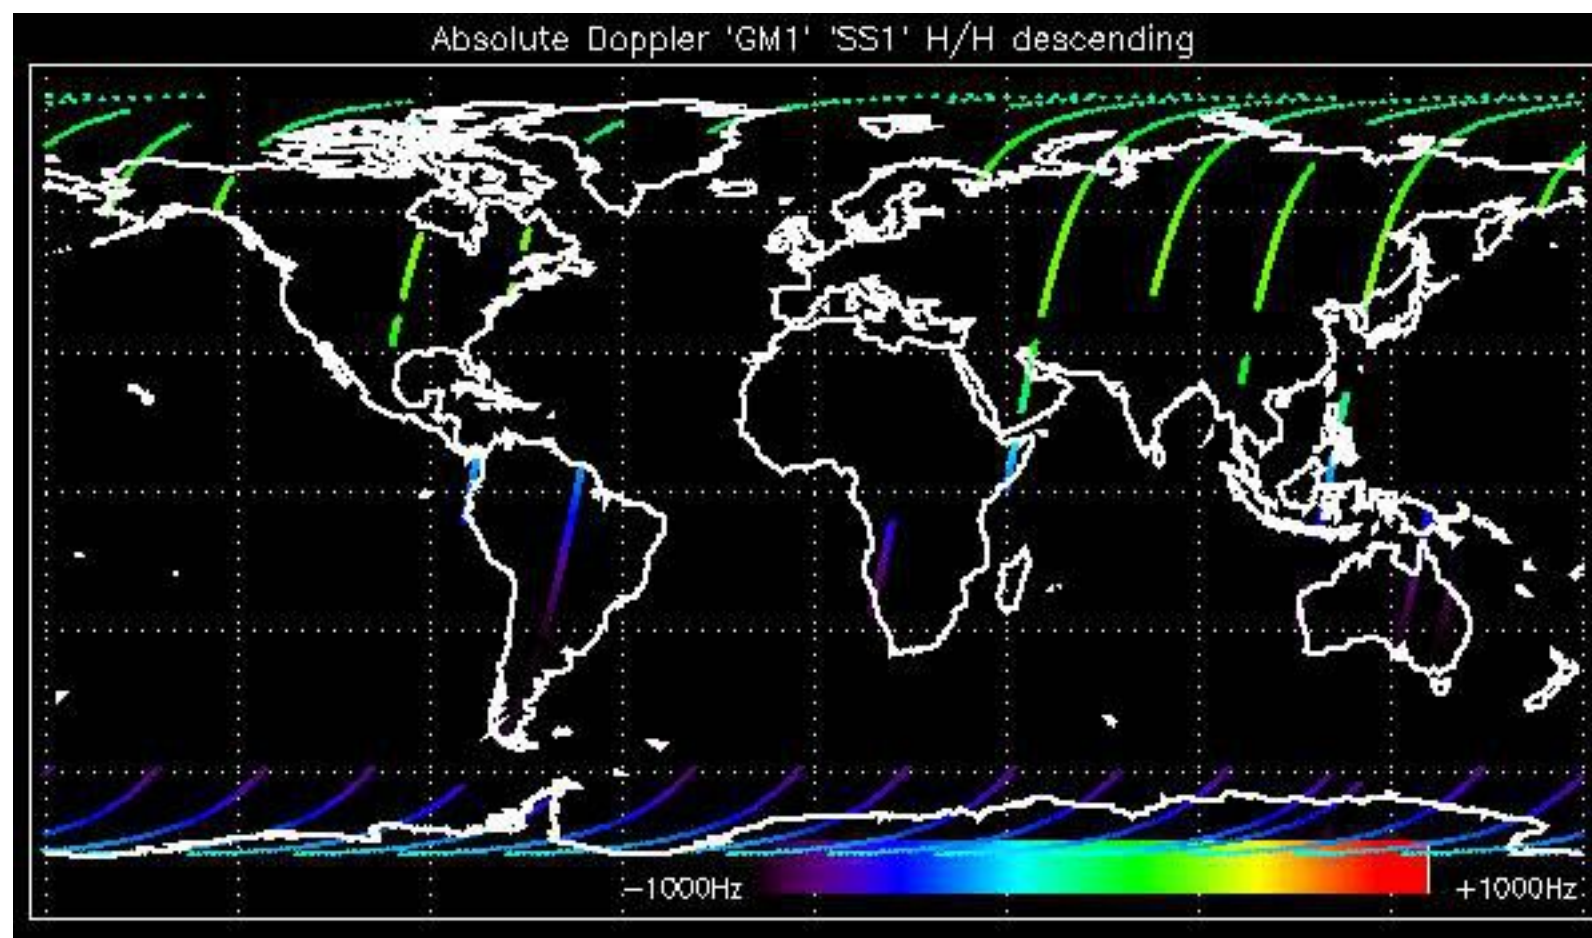 Absolute Doppler 'GM1' 'SS1' H/H descending
-1000Hz
+1000Hz